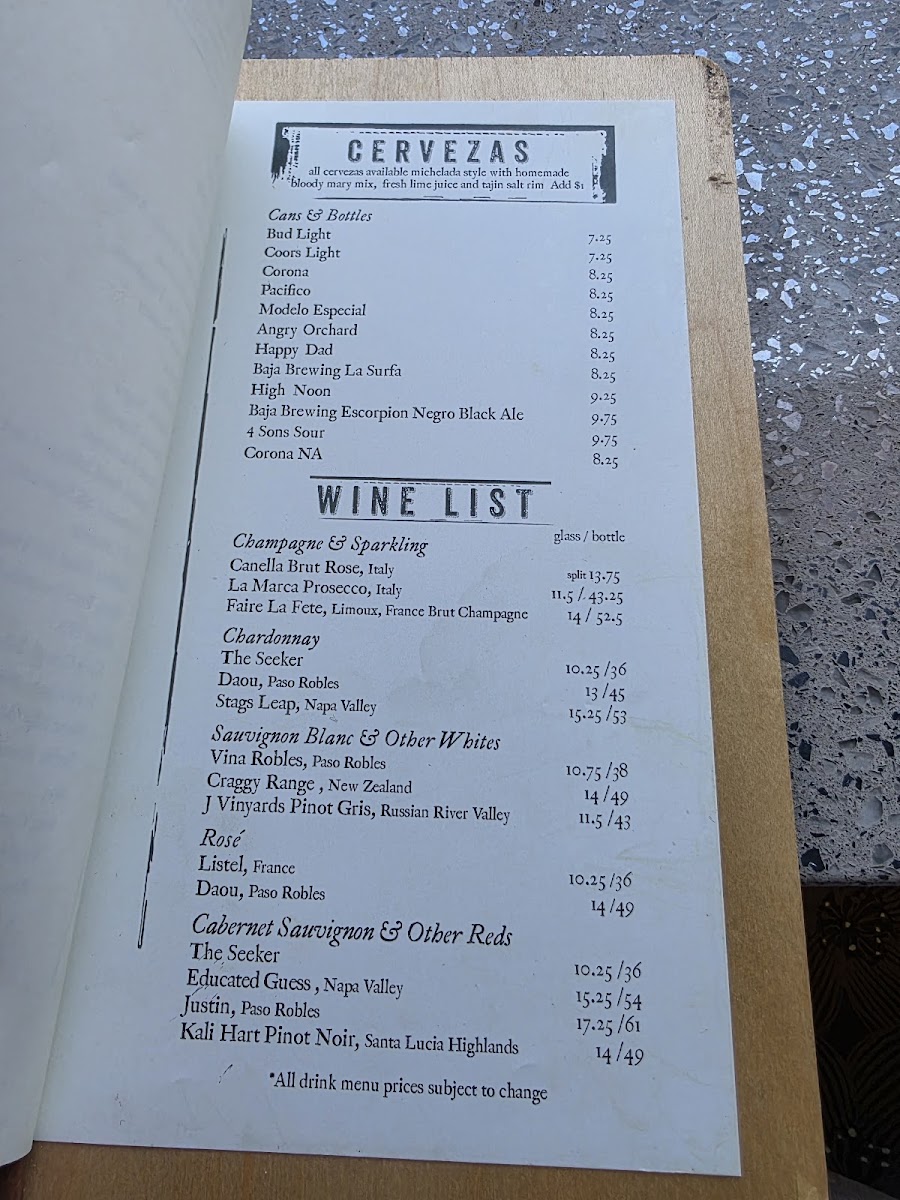 CERVEZAS
all cervezas available michelada style with homemade
bloody mary mix, fresh lime juice and tajin salt rim Add $1
Cans & Bottles
Bud Light 7.25
Coors Light 7.25
Corona 8.25
Pacifico 8.25
Modelo Especial 8.25
Angry Orchard 8.25
Happy Dad 8.25
Baja Brewing La Surfa 8.25
High Noon 9.25
Baja Brewing Escorpion Negro Black Ale 9.75
4 Sons Sour 9.75
Corona NA 8.25
WINE LIST
Champagne & Sparkling glass / bottle
Canella Brut Rose, Italy split 13.75
La Marca Prosecco, Italy 11.5 / 43.25
Faire La Fete, Limoux, France Brut Champagne 14 / 52.5
Chardonnay
The Seeker 10.25 /36
Daou, Paso Robles 13 /45
Stags Leap, Napa Valley 15.25 /53
Sauvignon Blanc & Other Whites
Vina Robles, Paso Robles 10.75 /38
Craggy Range , New Zealand 14 /49
J Vinyards Pinot Gris, Russian River Valley 11.5 /43
Rosé
Listel, France 10.25 /36
Daou, Paso Robles 14 /49
Cabernet Sauvignon & Other Reds
The Seeker 10.25 /36
Educated Guess , Napa Valley 15.25 /54
Justin, Paso Robles 17.25 /61
Kali Hart Pinot Noir, Santa Lucia Highlands 14 /49
*All drink menu prices subject to change